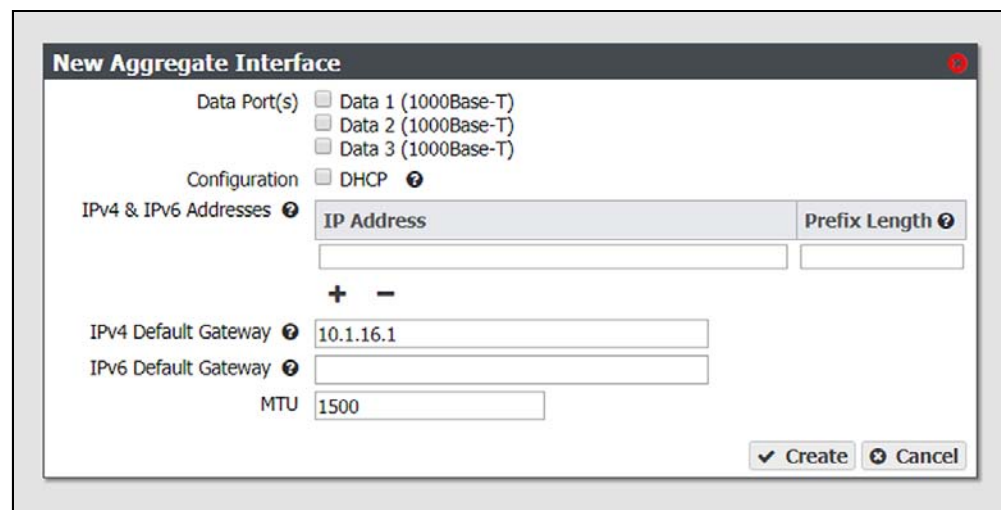 New Aggregate Interface
Data Port(s)
Data 1 (1000Base-T)
Data 2 (1000Base-T)
Data 3 (1000Base-T)
Configuration DHCP
IPv4 & IPv6 Addresses
IP Address Prefix Length
IPv4 Default Gateway 10.1.16.1
IPv6 Default Gateway
MTU 1500
Create Cancel